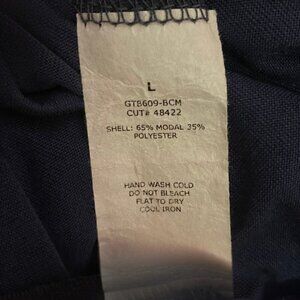 L
GT8609-BCM
CUT# 48422
SHELL: 65% MODAL 35%
POLYESTER
HAND WASH COLD
DO NOT BLEACH
FLAT TO DRY
COOL IRON